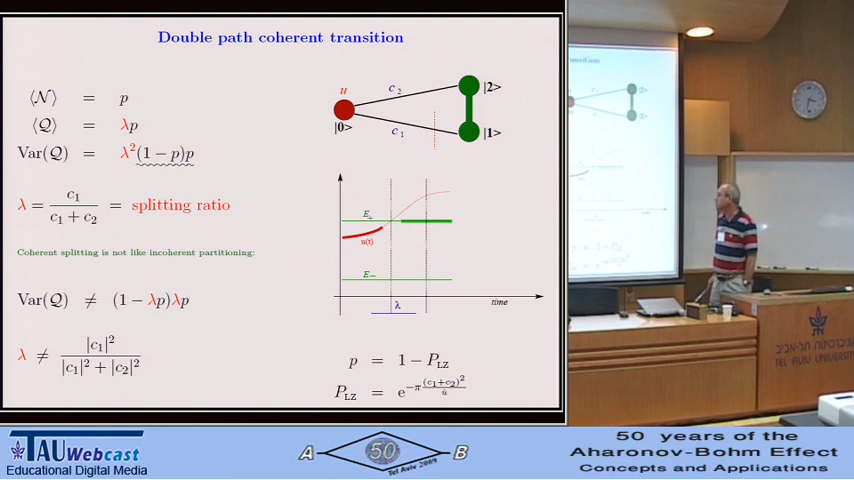 Double path coherent transition
⟨N⟩ = p
⟨Q⟩ = λp
Var(Q) = λ²(1 − p)p
λ = c₁ / (c₁ + c₂) = splitting ratio
Coherent splitting is not like incoherent partitioning:
Var(Q) ≠ (1 − λp)λp
λ ≠ |c₁|² / (|c₁|² + |c₂|²)
u
|0>
c₂
c₁
|2>
|1>
E₊
u(t)
E₋
λ
time
p = 1 − P_LZ
P_LZ = e^{−π (c₁+c₂)² / u̇}
TEL AVIV UNIVERSITY
TAU Webcast
Educational Digital Media
A 50 B
Tel Aviv 2009
50 years of the
Aharonov-Bohm Effect
Concepts and Applications